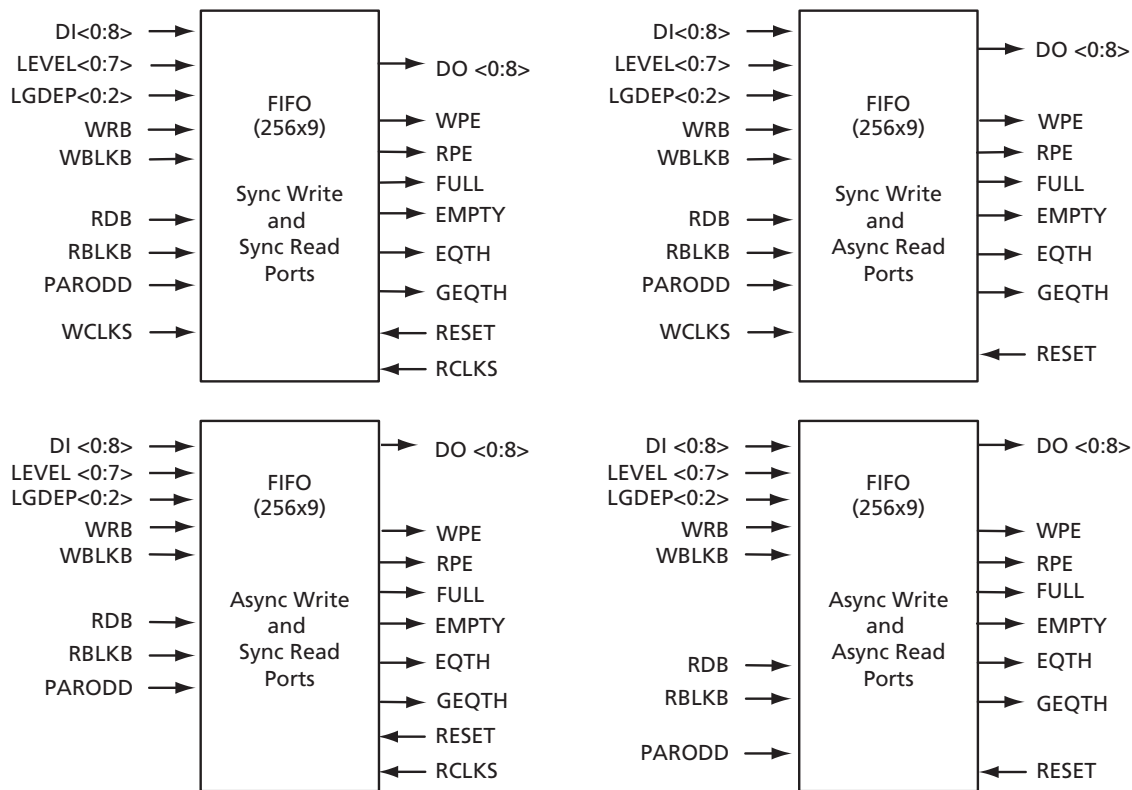 DI<0:8>
LEVEL<0:7>
LGDEP<0:2>
WRB
WBLKB
RDB
RBLKB
PARODD
WCLKS
FIFO
(256x9)
Sync Write
and
Sync Read
Ports
DO <0:8>
WPE
RPE
FULL
EMPTY
EQTH
GEQTH
RESET
RCLKS
DI<0:8>
LEVEL<0:7>
LGDEP<0:2>
WRB
WBLKB
RDB
RBLKB
PARODD
WCLKS
FIFO
(256x9)
Sync Write
and
Async Read
Ports
DO <0:8>
WPE
RPE
FULL
EMPTY
EQTH
GEQTH
RESET
DI <0:8>
LEVEL <0:7>
LGDEP<0:2>
WRB
WBLKB
RDB
RBLKB
PARODD
FIFO
(256x9)
Async Write
and
Sync Read
Ports
DO <0:8>
WPE
RPE
FULL
EMPTY
EQTH
GEQTH
RESET
RCLKS
DI <0:8>
LEVEL <0:7>
LGDEP<0:2>
WRB
WBLKB
RDB
RBLKB
PARODD
FIFO
(256x9)
Async Write
and
Async Read
Ports
DO <0:8>
WPE
RPE
FULL
EMPTY
EQTH
GEQTH
RESET